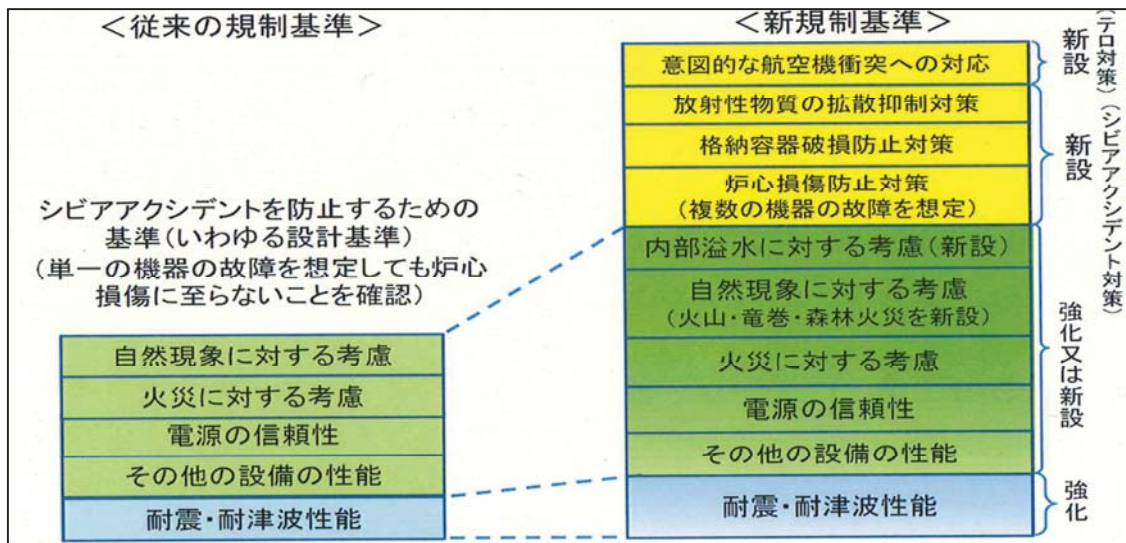 <従来の規制基準>
シビアアクシデントを防止するための
基準(いわゆる設計基準)
(単一の機器の故障を想定しても炉心
損傷に至らないことを確認)
自然現象に対する考慮
火災に対する考慮
電源の信頼性
その他の設備の性能
耐震・耐津波性能
<新規制基準>
意図的な航空機衝突への対応
放射性物質の拡散抑制対策
格納容器破損防止対策
炉心損傷防止対策
(複数の機器の故障を想定)
内部溢水に対する考慮(新設)
自然現象に対する考慮
(火山・竜巻・森林火災を新設)
火災に対する考慮
電源の信頼性
その他の設備の性能
耐震・耐津波性能
新設
(テロ対策)
新設
(シビアアクシデント対策)
強化又は新設
強化